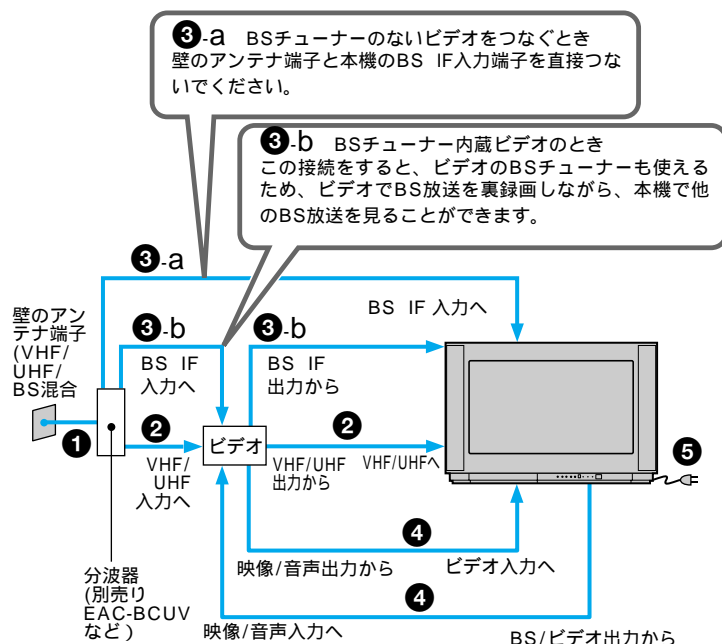 ❸-a BSチューナーのないビデオをつなぐとき
壁のアンテナ端子と本機のBS IF入力端子を直接つな
いでください。
❸-b BSチューナー内蔵ビデオのとき
この接続をすると、ビデオのBSチューナーも使える
ため、ビデオでBS放送を裏録画しながら、本機で他
のBS放送を見ることができます。
❸-a
BS IF 入力へ
壁のアン
テナ端子
(VHF/
UHF/
BS混合
❸-b
BS IF
入力へ
❸-b
BS IF
出力から
❶
❷
VHF/
UHF
入力へ
ビデオ
❷
VHF/UHF
出力から
VHF/UHFへ
❺
❹
映像/音声出力から
ビデオ入力へ
❹
映像/音声入力へ
BS/ビデオ出力から
分波器
(別売り
EAC-BCUV
など)